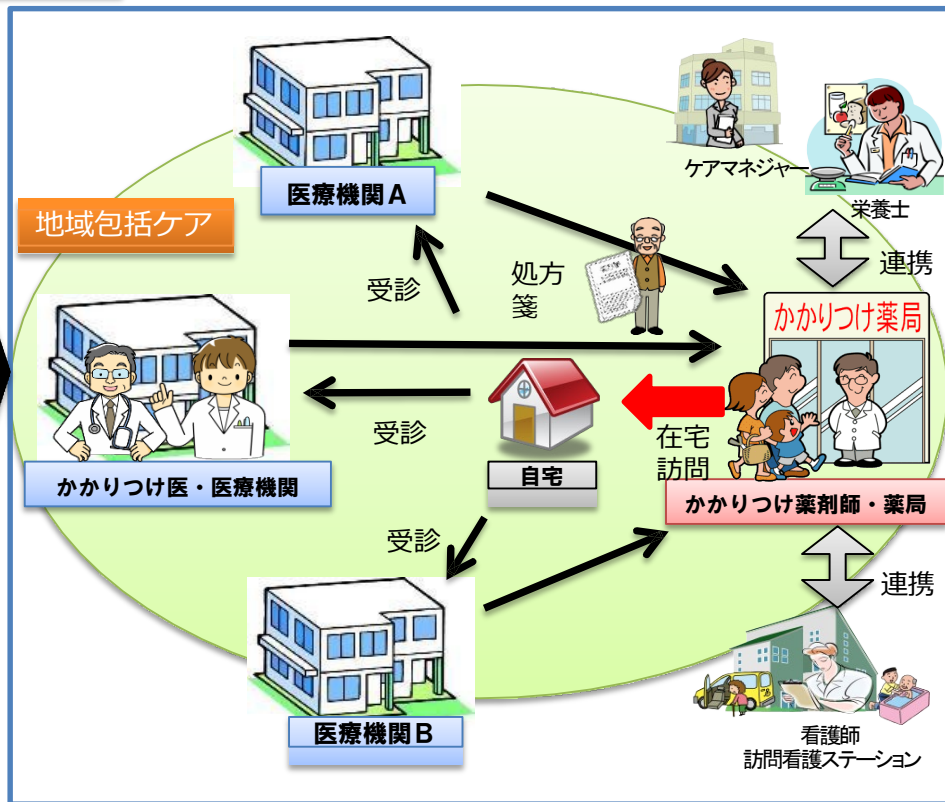 ケアマネジャー
栄養士
医療機関A
地域包括ケア
連携
受診
処方
箋
かかりつけ薬局
受診
在宅
訪問
自宅
かかりつけ医・医療機関
かかりつけ薬剤師・薬局
受診
連携
医療機関B
看護師
訪問看護ステーション